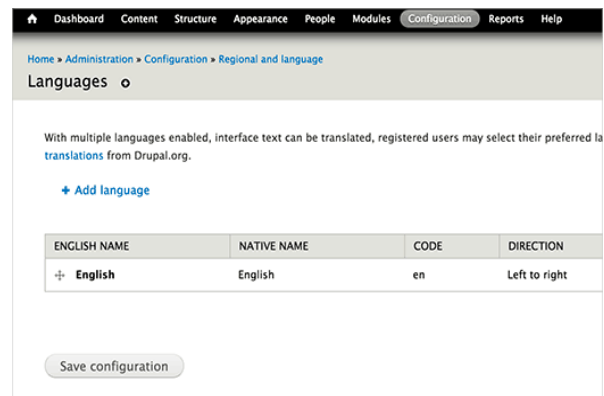 Dashboard Content Structure Appearance People Modules Configuration Reports Help
Home » Administration » Configuration » Regional and language
Languages
With multiple languages enabled, interface text can be translated, registered users may select their preferred la
translations from Drupal.org.
+ Add language
ENGLISH NAME NATIVE NAME CODE DIRECTION
English English en Left to right
Save configuration